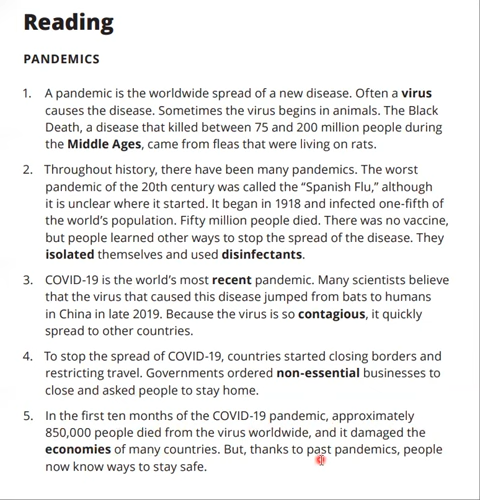 Reading
PANDEMICS
1. A pandemic is the worldwide spread of a new disease. Often a virus
causes the disease. Sometimes the virus begins in animals. The Black
Death, a disease that killed between 75 and 200 million people during
the Middle Ages, came from fleas that were living on rats.
2. Throughout history, there have been many pandemics. The worst
pandemic of the 20th century was called the “Spanish Flu,” although
it is unclear where it started. It began in 1918 and infected one-fifth of
the world’s population. Fifty million people died. There was no vaccine,
but people learned other ways to stop the spread of the disease. They
isolated themselves and used disinfectants.
3. COVID-19 is the world’s most recent pandemic. Many scientists believe
that the virus that caused this disease jumped from bats to humans
in China in late 2019. Because the virus is so contagious, it quickly
spread to other countries.
4. To stop the spread of COVID-19, countries started closing borders and
restricting travel. Governments ordered non-essential businesses to
close and asked people to stay home.
5. In the first ten months of the COVID-19 pandemic, approximately
850,000 people died from the virus worldwide, and it damaged the
economies of many countries. But, thanks to past pandemics, people
now know ways to stay safe.